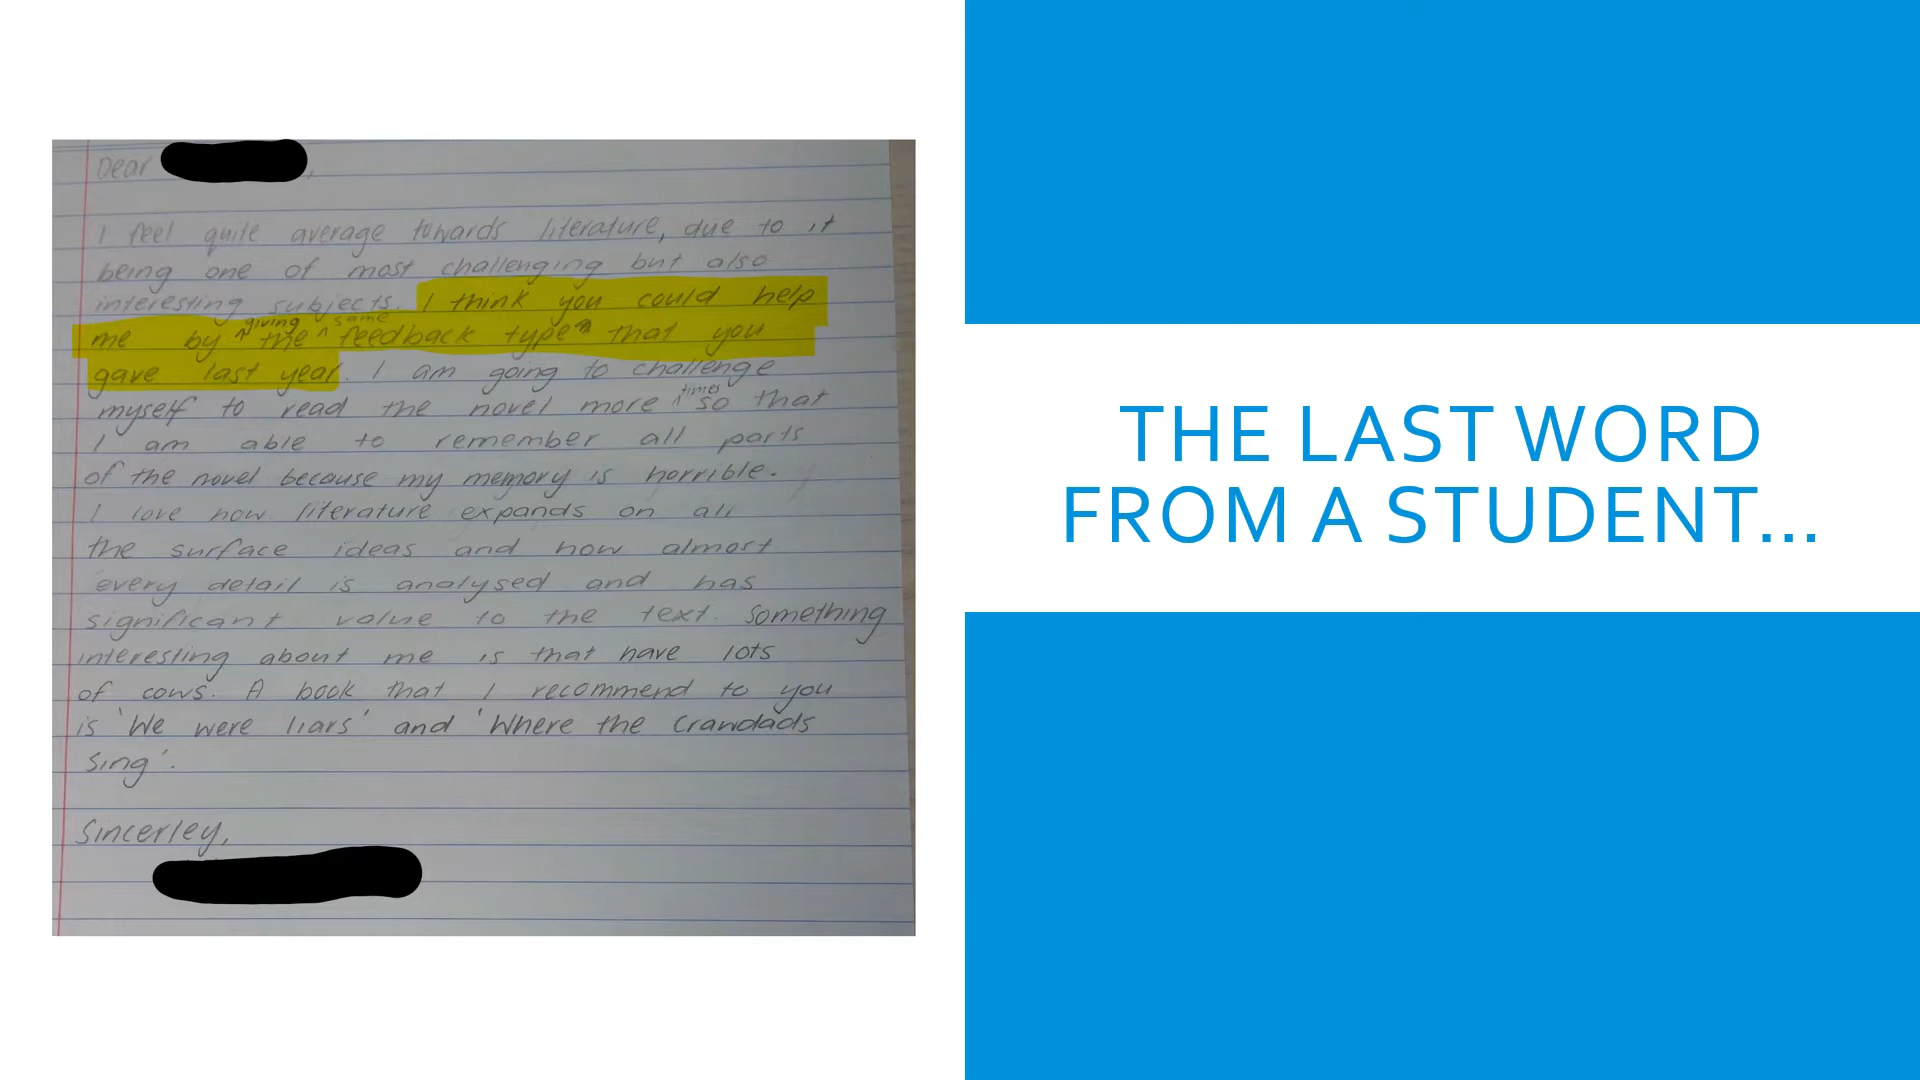 Dear
I feel quite average towards literature, due to it
being one of most challenging but also
interesting subjects. I think you could help
me by ^giving the ^same feedback type that you
gave last year. I am going to challenge
myself to read the novel more ^times so that
I am able to remember all parts
of the novel because my memory is horrible.
I love how literature expands on all
the surface ideas and how almost
every detail is analysed and has
significant value to the text. Something
interesting about me is that have lots
of cows. A book that I recommend to you
is 'We were liars' and 'Where the Crawdads
Sing'.
Sincerley,
THE LAST WORD
FROM A STUDENT...